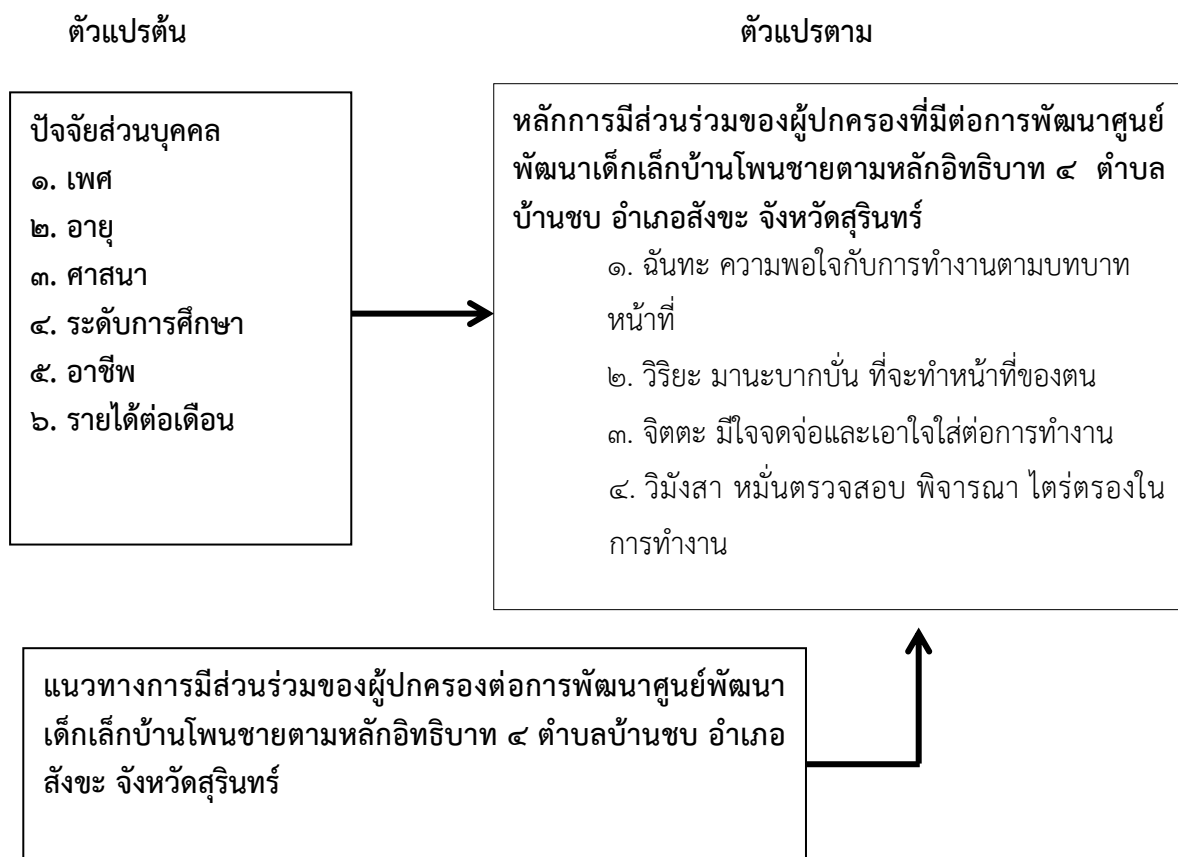 ตัวแปรต้น
ตัวแปรตาม
ปัจจัยส่วนบุคคล
๑. เพศ
๒. อายุ
๓. ศาสนา
๔. ระดับการศึกษา
๕. อาชีพ
๖. รายได้ต่อเดือน
หลักการมีส่วนร่วมของผู้ปกครองที่มีต่อการพัฒนาศูนย์
พัฒนาเด็กเล็กบ้านโพนชายตามหลักอิทธิบาท ๔ ตำบล
บ้านชบ อำเภอสังขะ จังหวัดสุรินทร์
๑. ฉันทะ ความพอใจกับการทำงานตามบทบาท
หน้าที่
๒. วิริยะ มานะบากบั่น ที่จะทำหน้าที่ของตน
๓. จิตตะ มีใจจดจ่อและเอาใจใส่ต่อการทำงาน
๔. วิมังสา หมั่นตรวจสอบ พิจารณา ไตร่ตรองใน
การทำงาน
แนวทางการมีส่วนร่วมของผู้ปกครองต่อการพัฒนาศูนย์พัฒนา
เด็กเล็กบ้านโพนชายตามหลักอิทธิบาท ๔ ตำบลบ้านชบ อำเภอ
สังขะ จังหวัดสุรินทร์